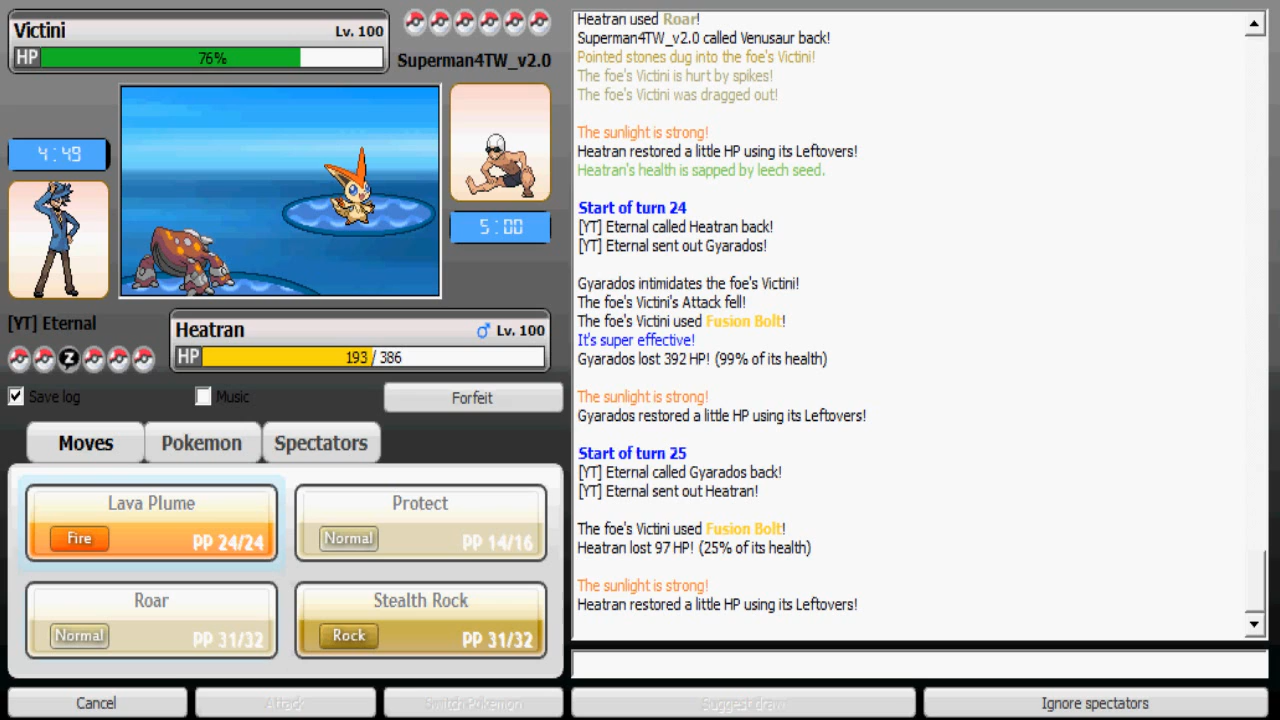 Victini
Lv. 100
HP
76%
Superman4TW_v2.0
4:49
5:00
[YT] Eternal
Heatran
♂ Lv. 100
HP
193 / 386
Z
Save log
Music
Forfeit
Moves
Pokemon
Spectators
Lava Plume
Fire
PP 24/24
Protect
Normal
PP 14/16
Roar
Normal
PP 31/32
Stealth Rock
Rock
PP 31/32
Cancel
Attack
Switch Pokemon
Heatran used Roar!
Superman4TW_v2.0 called Venusaur back!
Pointed stones dug into the foe's Victini!
The foe's Victini is hurt by spikes!
The foe's Victini was dragged out!
The sunlight is strong!
Heatran restored a little HP using its Leftovers!
Heatran's health is sapped by leech seed.
Start of turn 24
[YT] Eternal called Heatran back!
[YT] Eternal sent out Gyarados!
Gyarados intimidates the foe's Victini!
The foe's Victini's Attack fell!
The foe's Victini used Fusion Bolt!
It's super effective!
Gyarados lost 392 HP! (99% of its health)
The sunlight is strong!
Gyarados restored a little HP using its Leftovers!
Start of turn 25
[YT] Eternal called Gyarados back!
[YT] Eternal sent out Heatran!
The foe's Victini used Fusion Bolt!
Heatran lost 97 HP! (25% of its health)
The sunlight is strong!
Heatran restored a little HP using its Leftovers!
Suggest draw
Ignore spectators